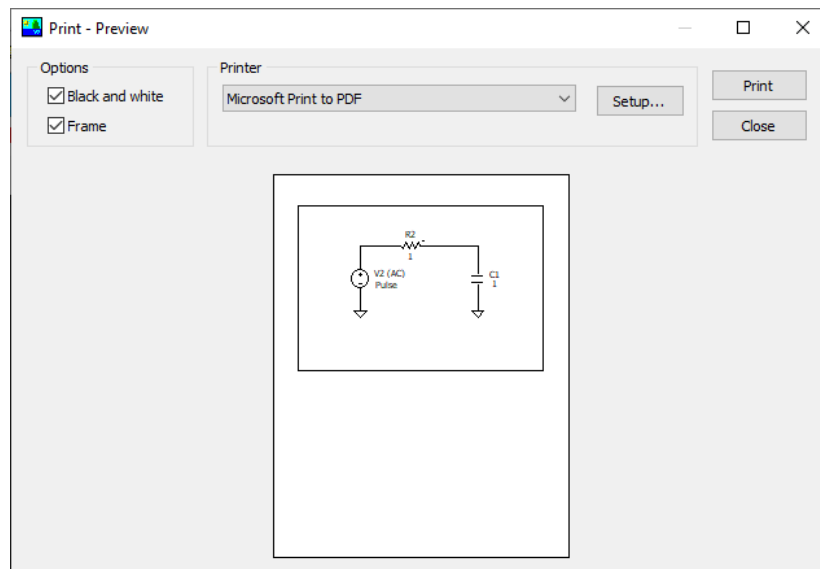 Print - Preview
Options
Black and white
Frame
Printer
Microsoft Print to PDF
Setup...
Print
Close
R2
1
V2 (AC)
Pulse
C1
1